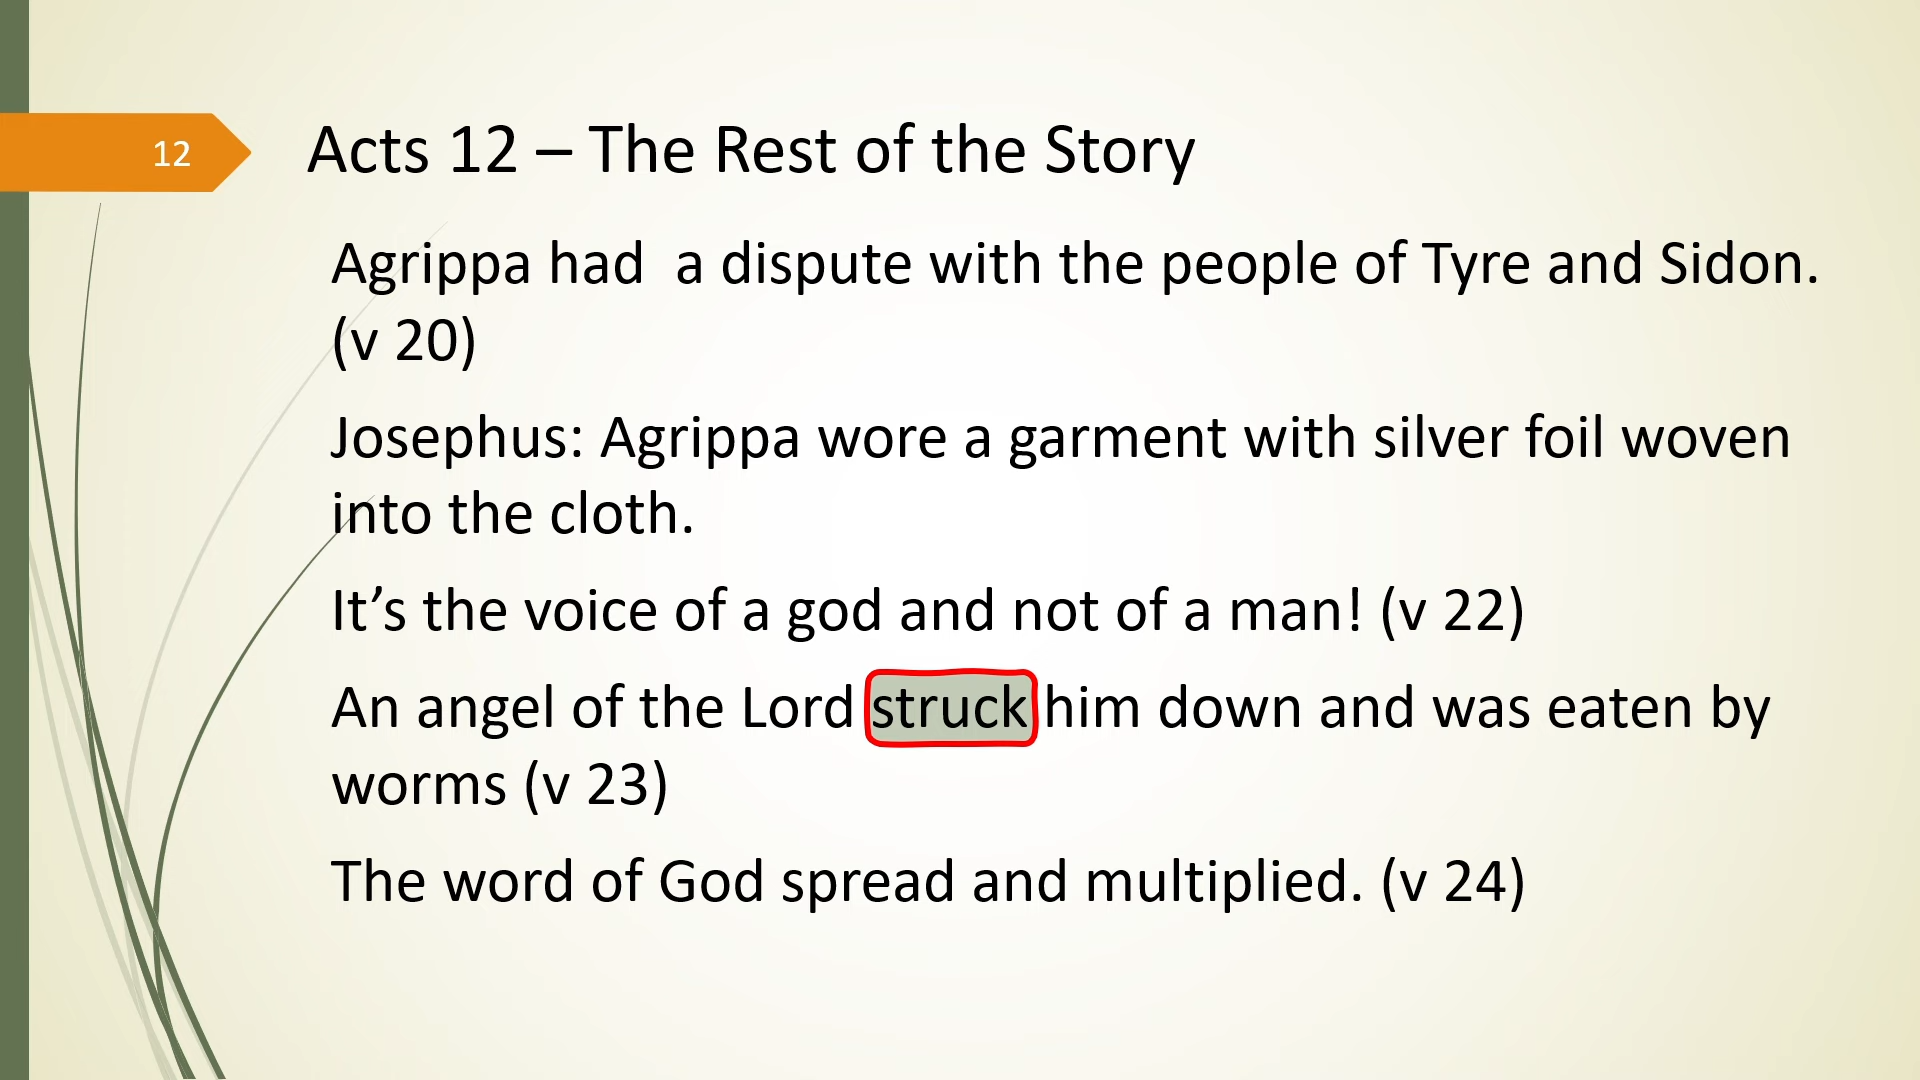 12
Acts 12 – The Rest of the Story
Agrippa had  a dispute with the people of Tyre and Sidon.
(v 20)
Josephus: Agrippa wore a garment with silver foil woven
into the cloth.
It’s the voice of a god and not of a man! (v 22)
An angel of the Lord struck him down and was eaten by
worms (v 23)
The word of God spread and multiplied. (v 24)